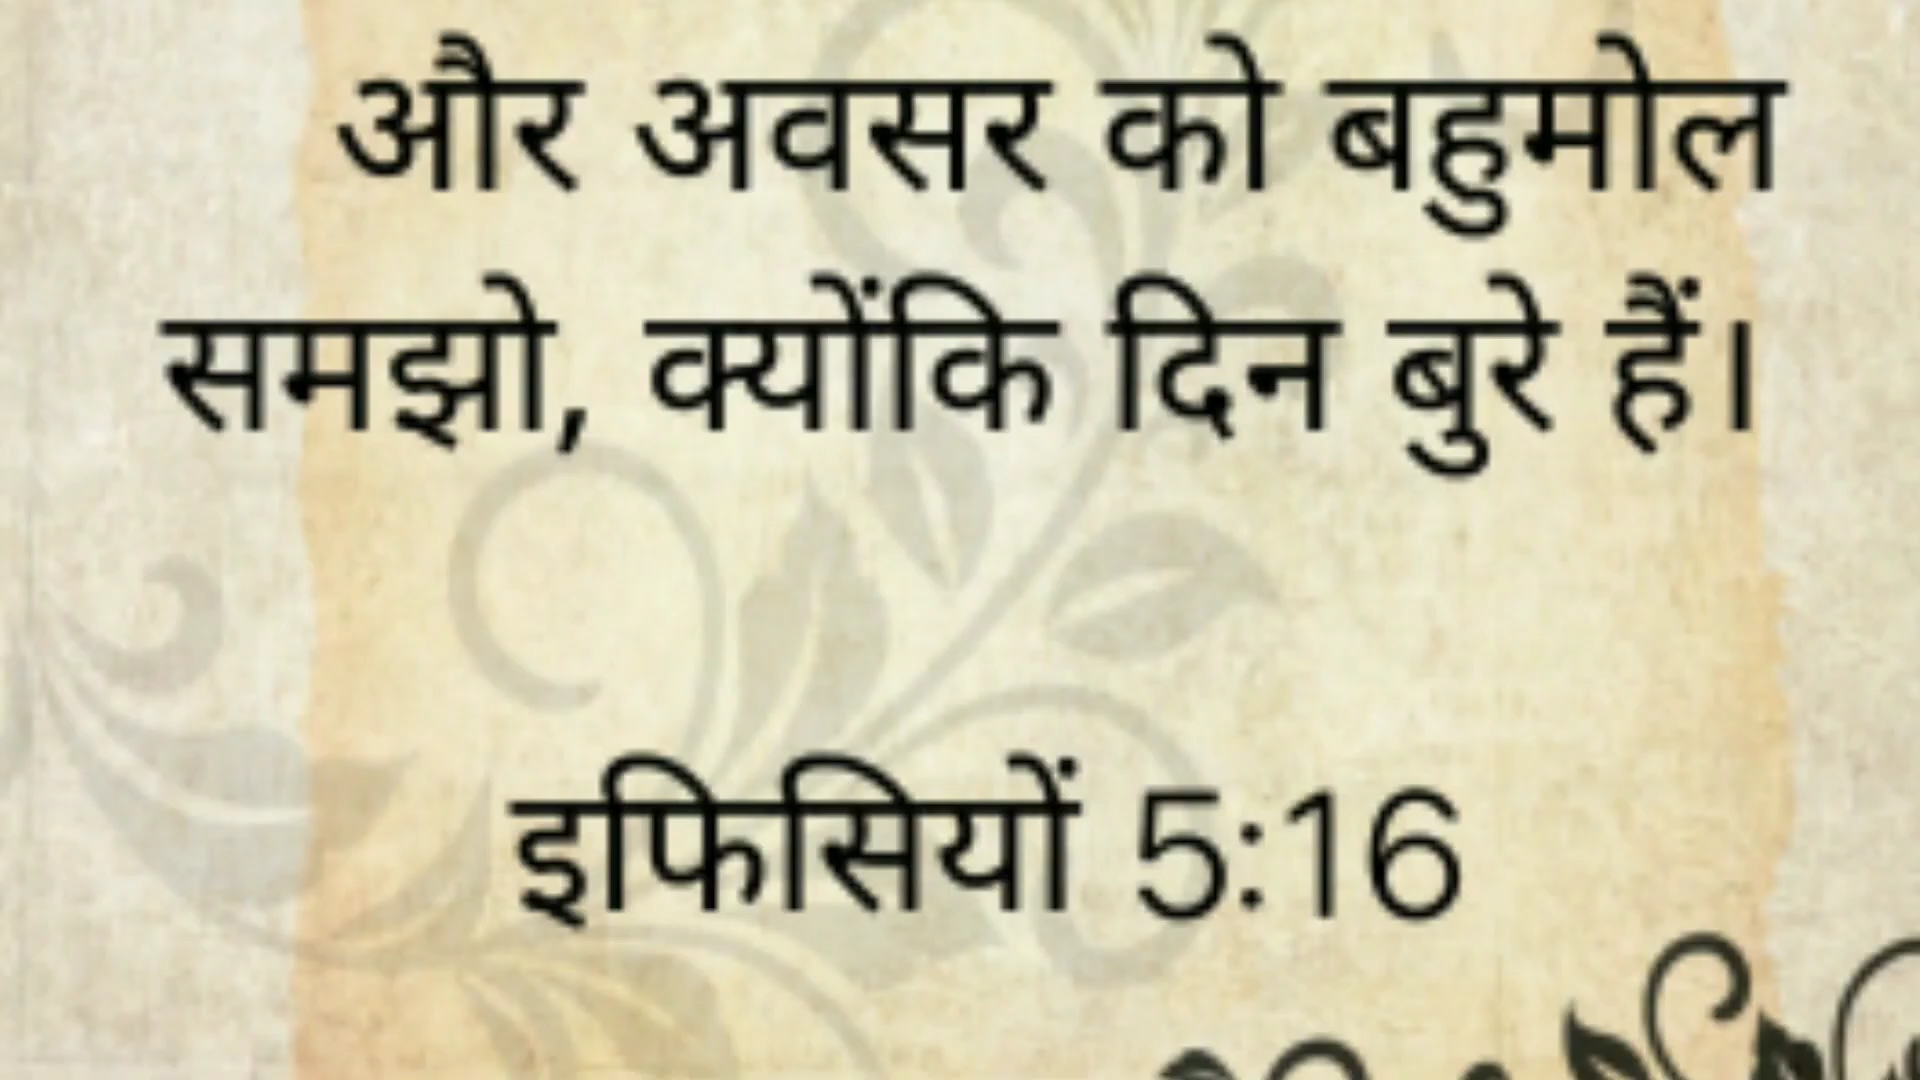 और अवसर को बहुमोल
समझो, क्योंकि दिन बुरे हैं।
इफिसियों 5:16